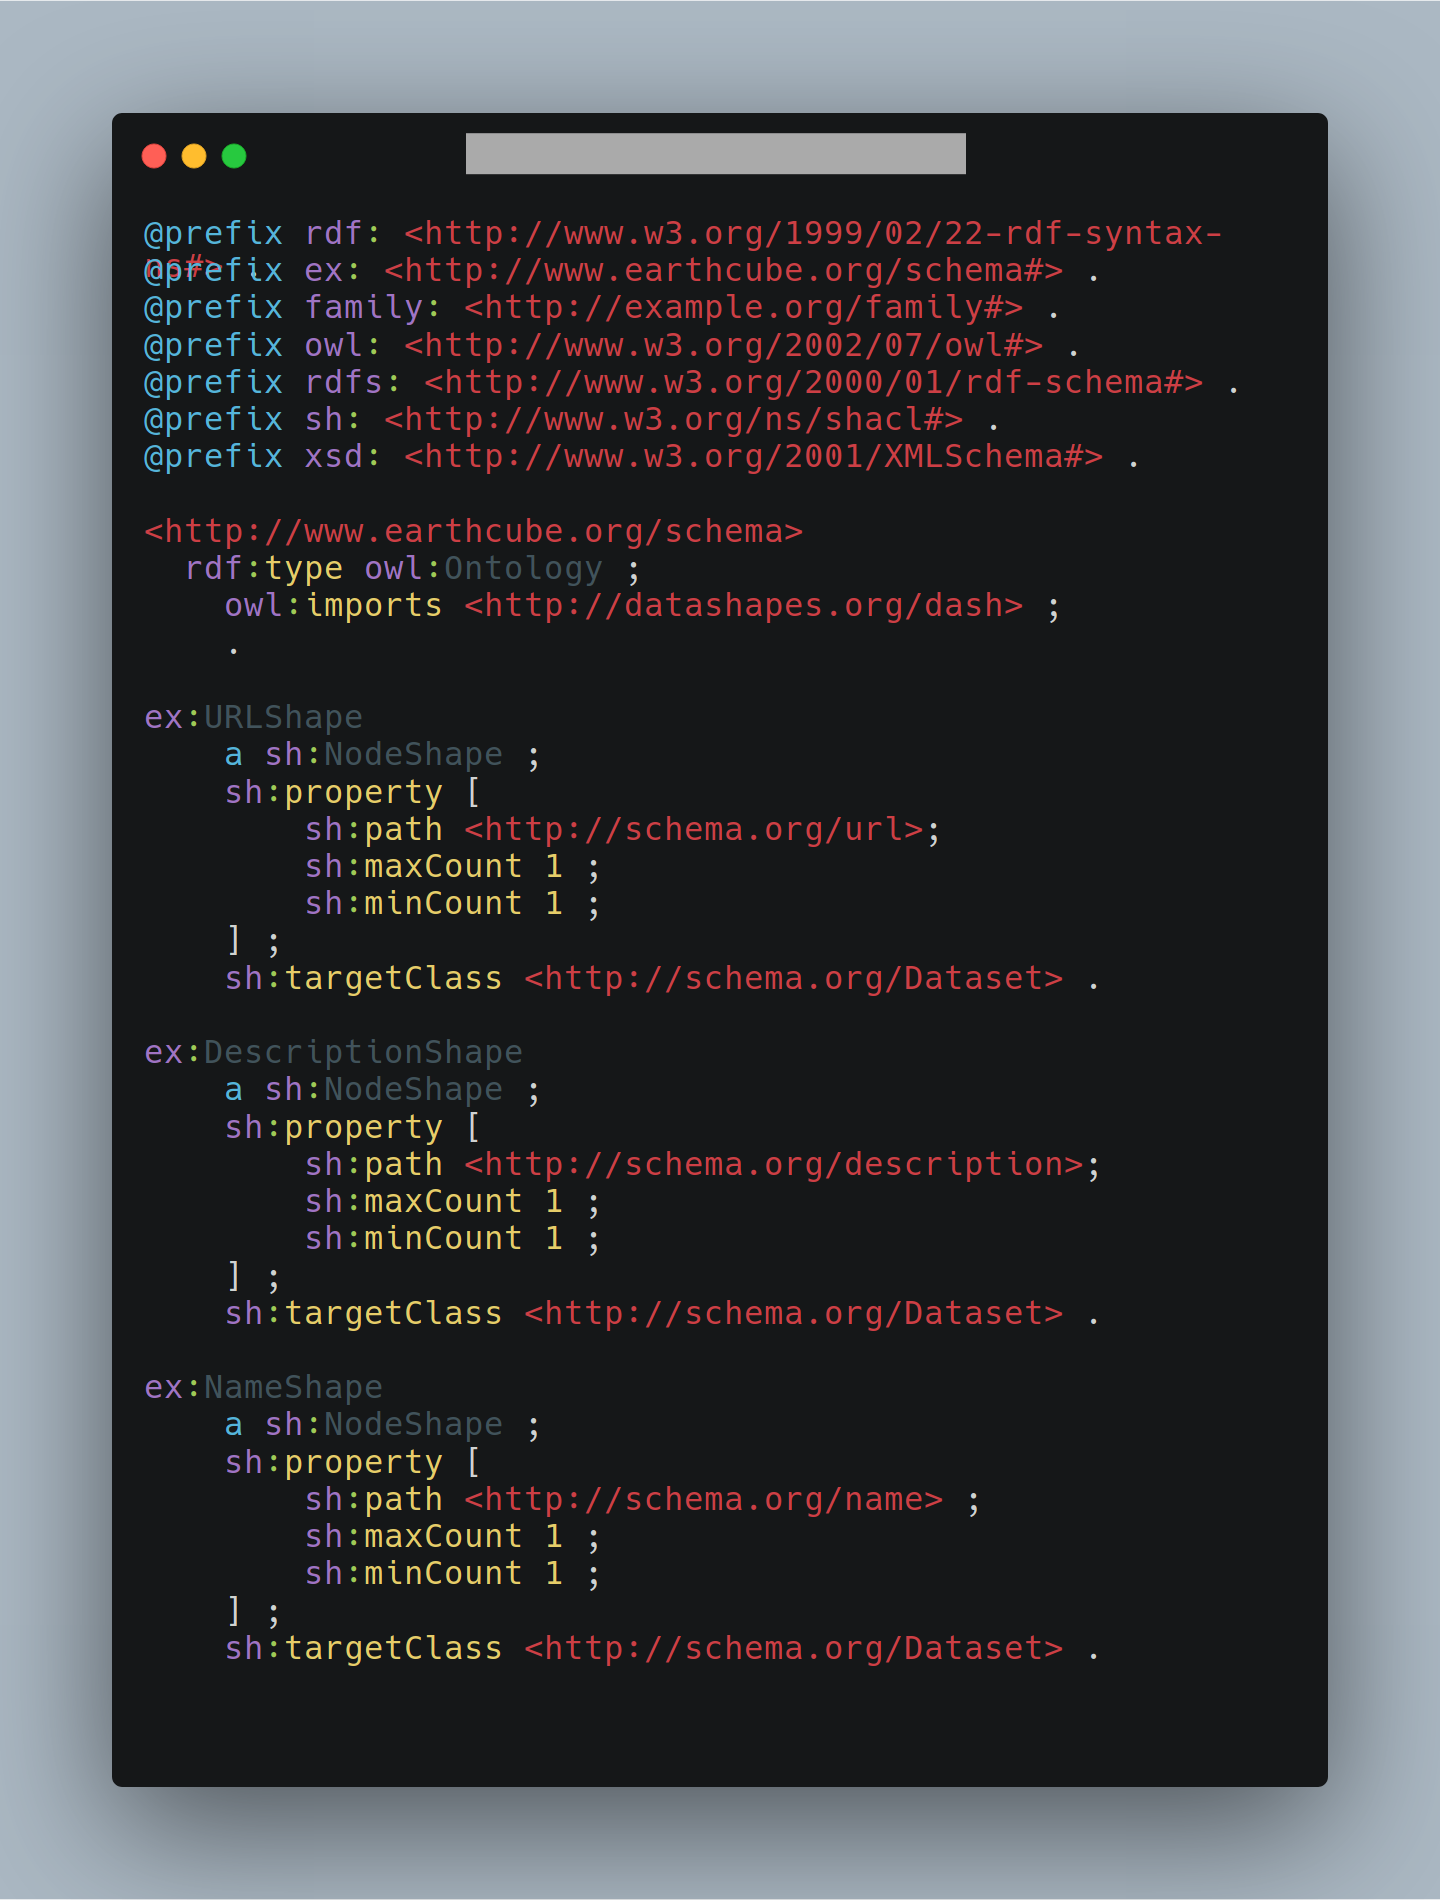 @prefix rdf: <http://www.w3.org/1999/02/22-rdf-syntax-
ns#> .
@prefix ex: <http://www.earthcube.org/schema#> .
@prefix family: <http://example.org/family#> .
@prefix owl: <http://www.w3.org/2002/07/owl#> .
@prefix rdfs: <http://www.w3.org/2000/01/rdf-schema#> .
@prefix sh: <http://www.w3.org/ns/shacl#> .
@prefix xsd: <http://www.w3.org/2001/XMLSchema#> .

<http://www.earthcube.org/schema>
  rdf:type owl:Ontology ;
    owl:imports <http://datashapes.org/dash> ;
    .

ex:URLShape
    a sh:NodeShape ;
    sh:property [
        sh:path <http://schema.org/url>;
        sh:maxCount 1 ;
        sh:minCount 1 ;
    ] ;
    sh:targetClass <http://schema.org/Dataset> .

ex:DescriptionShape
    a sh:NodeShape ;
    sh:property [
        sh:path <http://schema.org/description>;
        sh:maxCount 1 ;
        sh:minCount 1 ;
    ] ;
    sh:targetClass <http://schema.org/Dataset> .

ex:NameShape
    a sh:NodeShape ;
    sh:property [
        sh:path <http://schema.org/name> ;
        sh:maxCount 1 ;
        sh:minCount 1 ;
    ] ;
    sh:targetClass <http://schema.org/Dataset> .